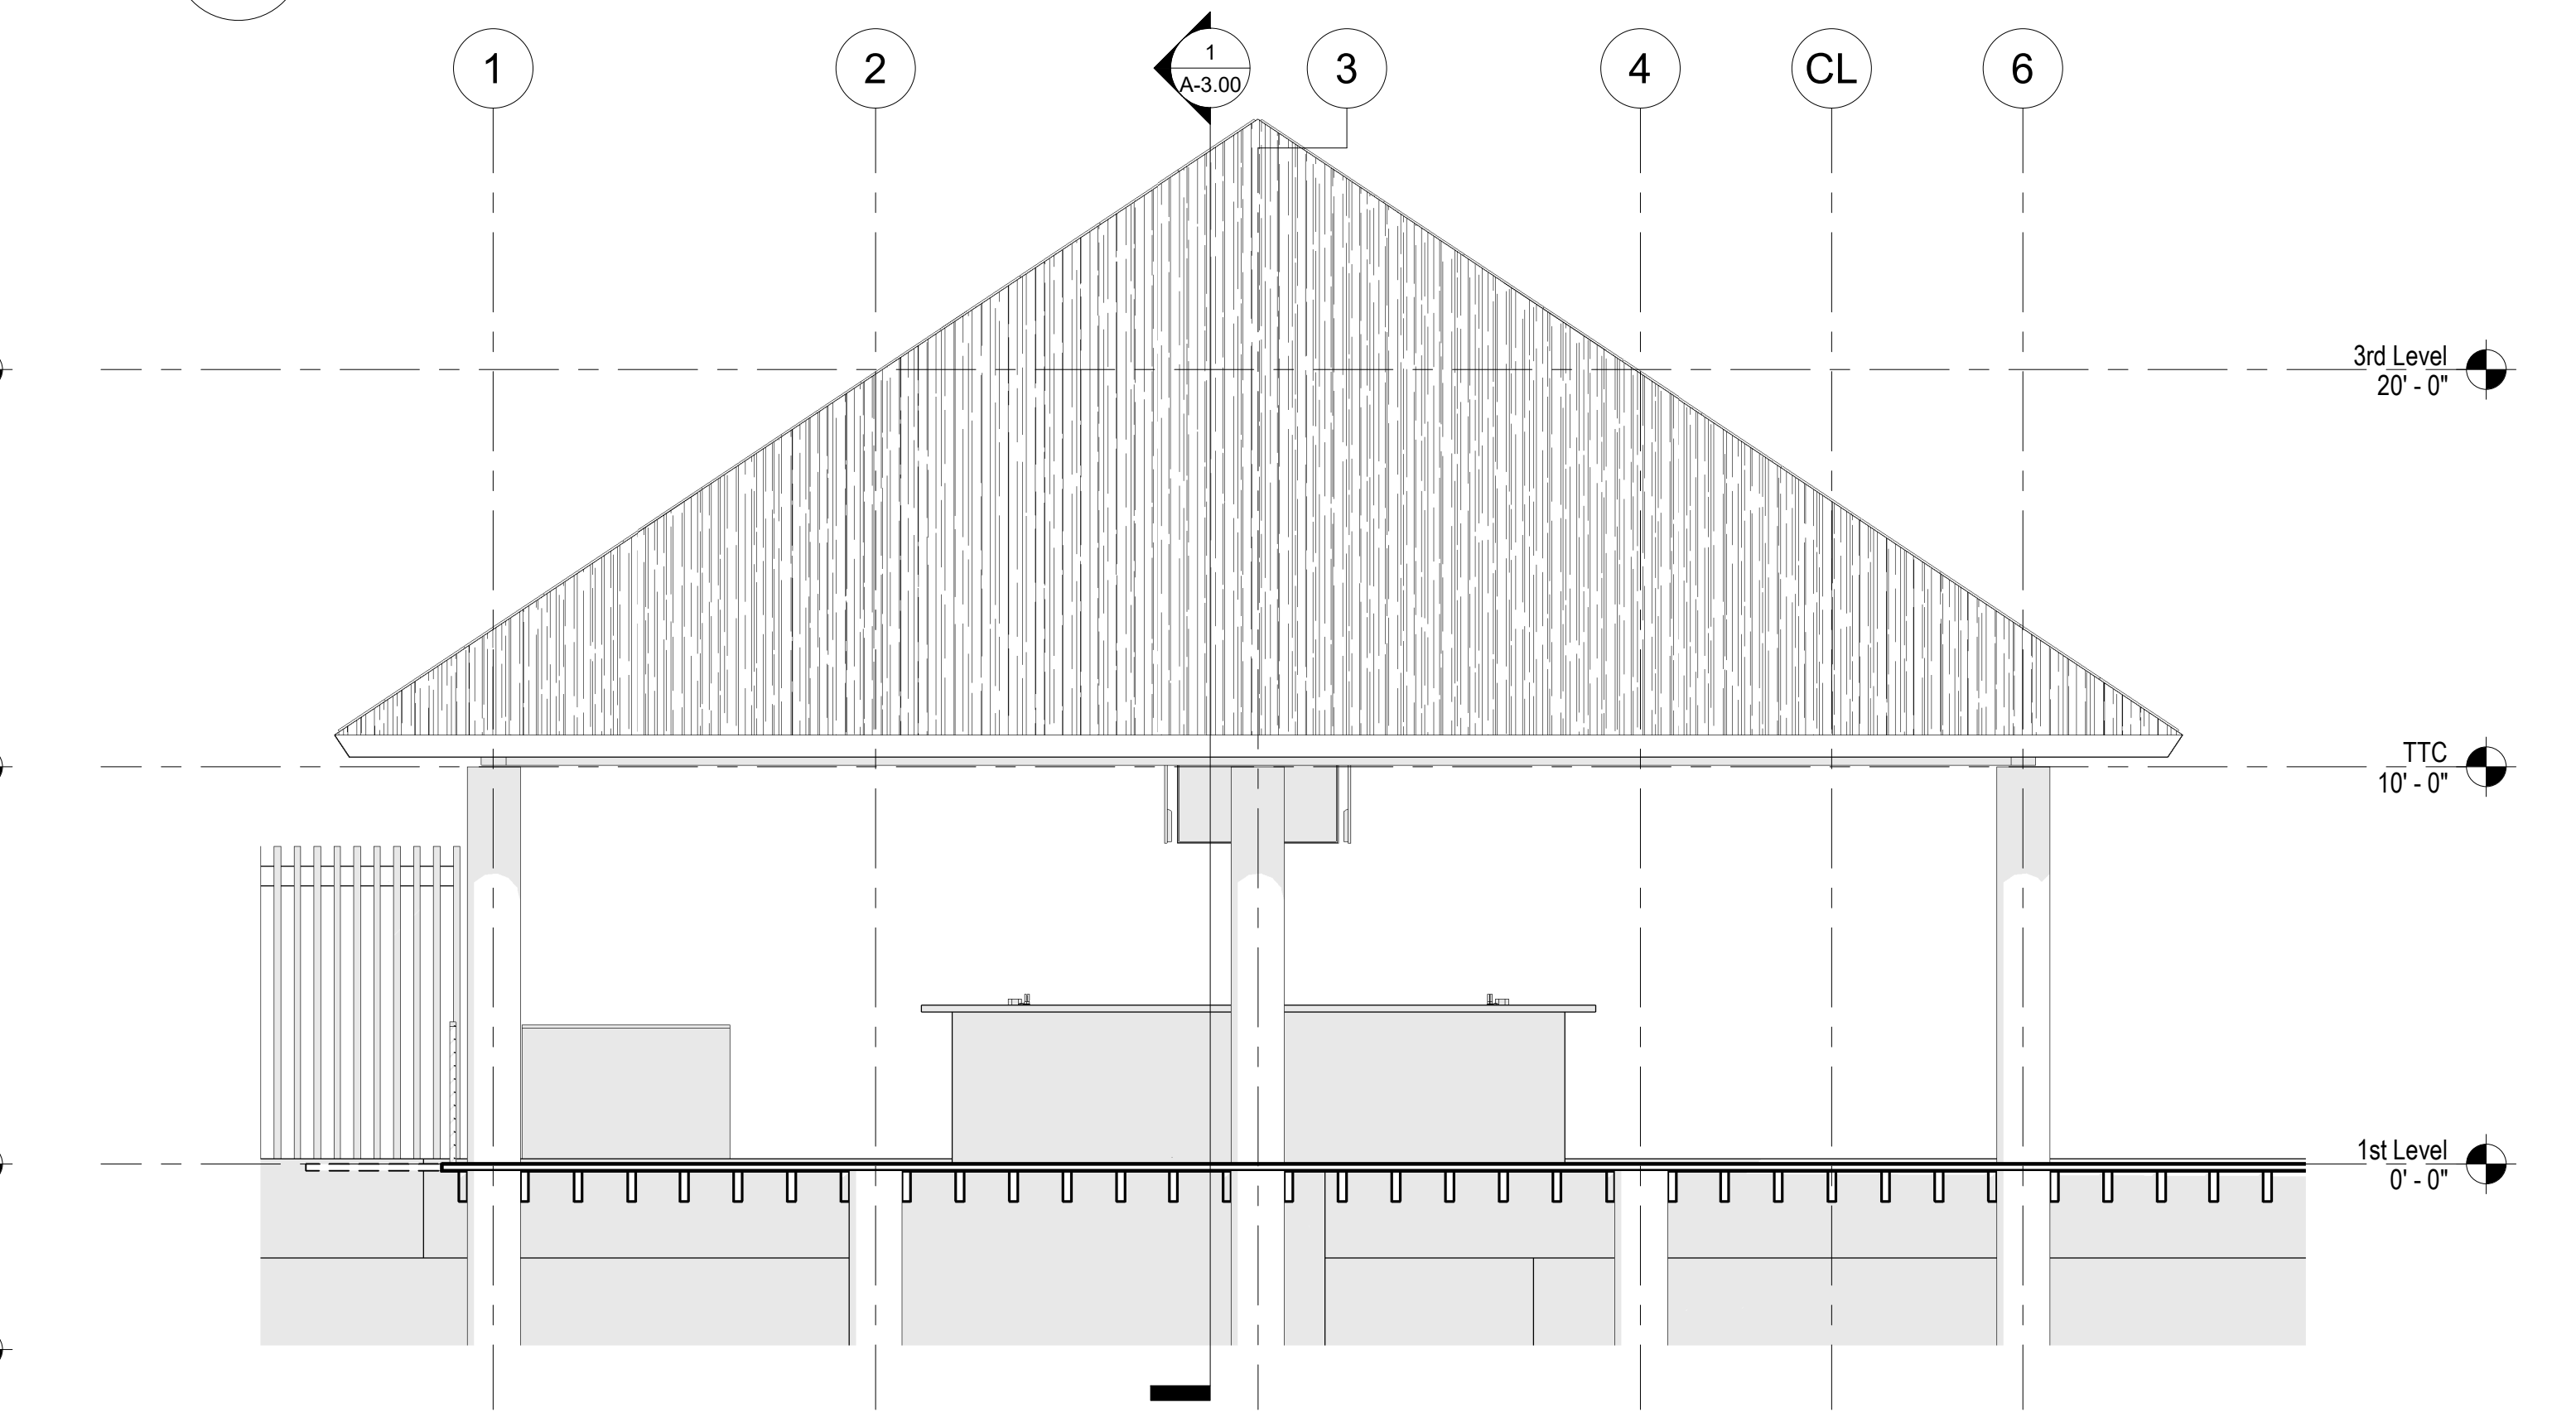 1
2
1
A-3.00
3
4
CL
6
3rd Level
20' - 0"
TTC
10' - 0"
1st Level
0' - 0"